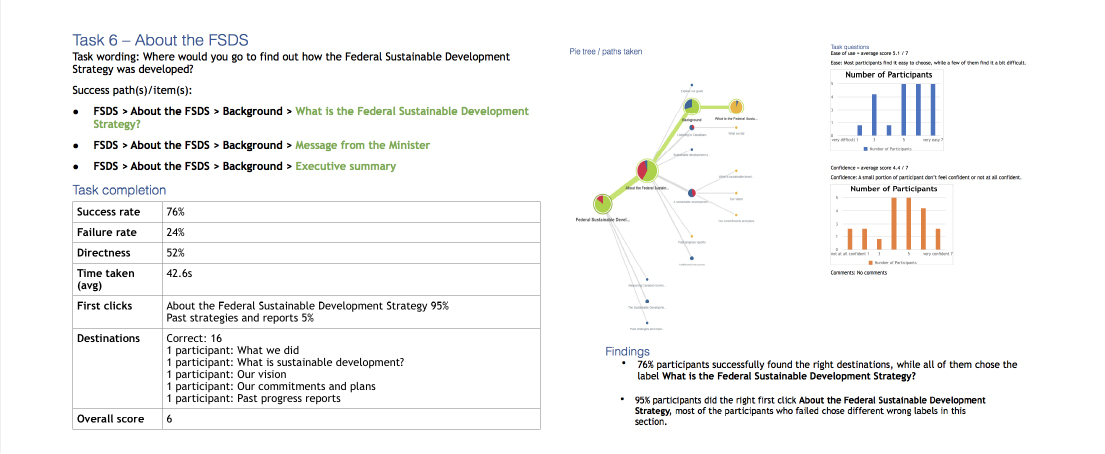 Task 6 – About the FSDS
Task wording: Where would you go to find out how the Federal Sustainable Development
Strategy was developed?
Success path(s)/item(s):
• FSDS > About the FSDS > Background > What is the Federal Sustainable Development
Strategy?
• FSDS > About the FSDS > Background > Message from the Minister
• FSDS > About the FSDS > Background > Executive summary
Task completion
Success rate 76%
Failure rate 24%
Directness 52%
Time taken
(avg) 42.6s
First clicks About the Federal Sustainable Development Strategy 95%
Past strategies and reports 5%
Destinations Correct: 16
1 participant: What we did
1 participant: What is sustainable development?
1 participant: Our vision
1 participant: Our commitments and plans
1 participant: Past progress reports
Overall score 6
Pie tree / paths taken
Background
What is the Federal Susta...
About the Federal Sustain...
Federal Sustainable Devel...
Task questions
Ease of use = average score 5.1 / 7
Ease: Most participants find it easy to choose, while a few of them find it a bit difficult.
Number of Participants
very difficult 1 3 5 very easy 7
Number of Participants
Confidence = average score 4.4 / 7
Confidence: A small portion of participant don't feel confident or not at all confident.
Number of Participants
not at all confident 1 3 5 very confident 7
Number of Participants
Comments: No comments
Findings
• 76% participants successfully found the right destinations, while all of them chose the
label What is the Federal Sustainable Development Strategy?
• 95% participants did the right first click About the Federal Sustainable Development
Strategy, most of the participants who failed chose different wrong labels in this
section.